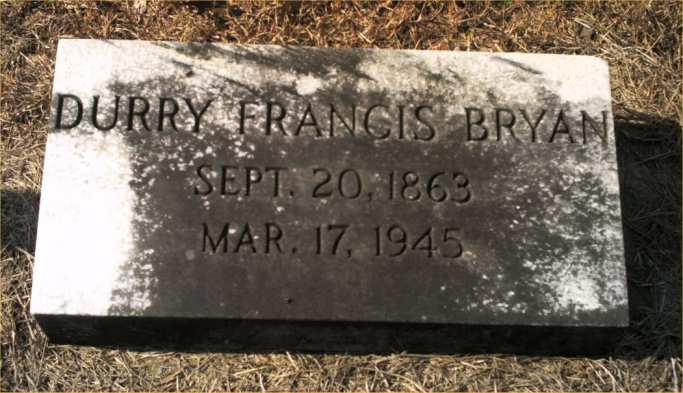 DURRY FRANCIS BRYAN
SEPT. 20, 1863
MAR. 17, 1945